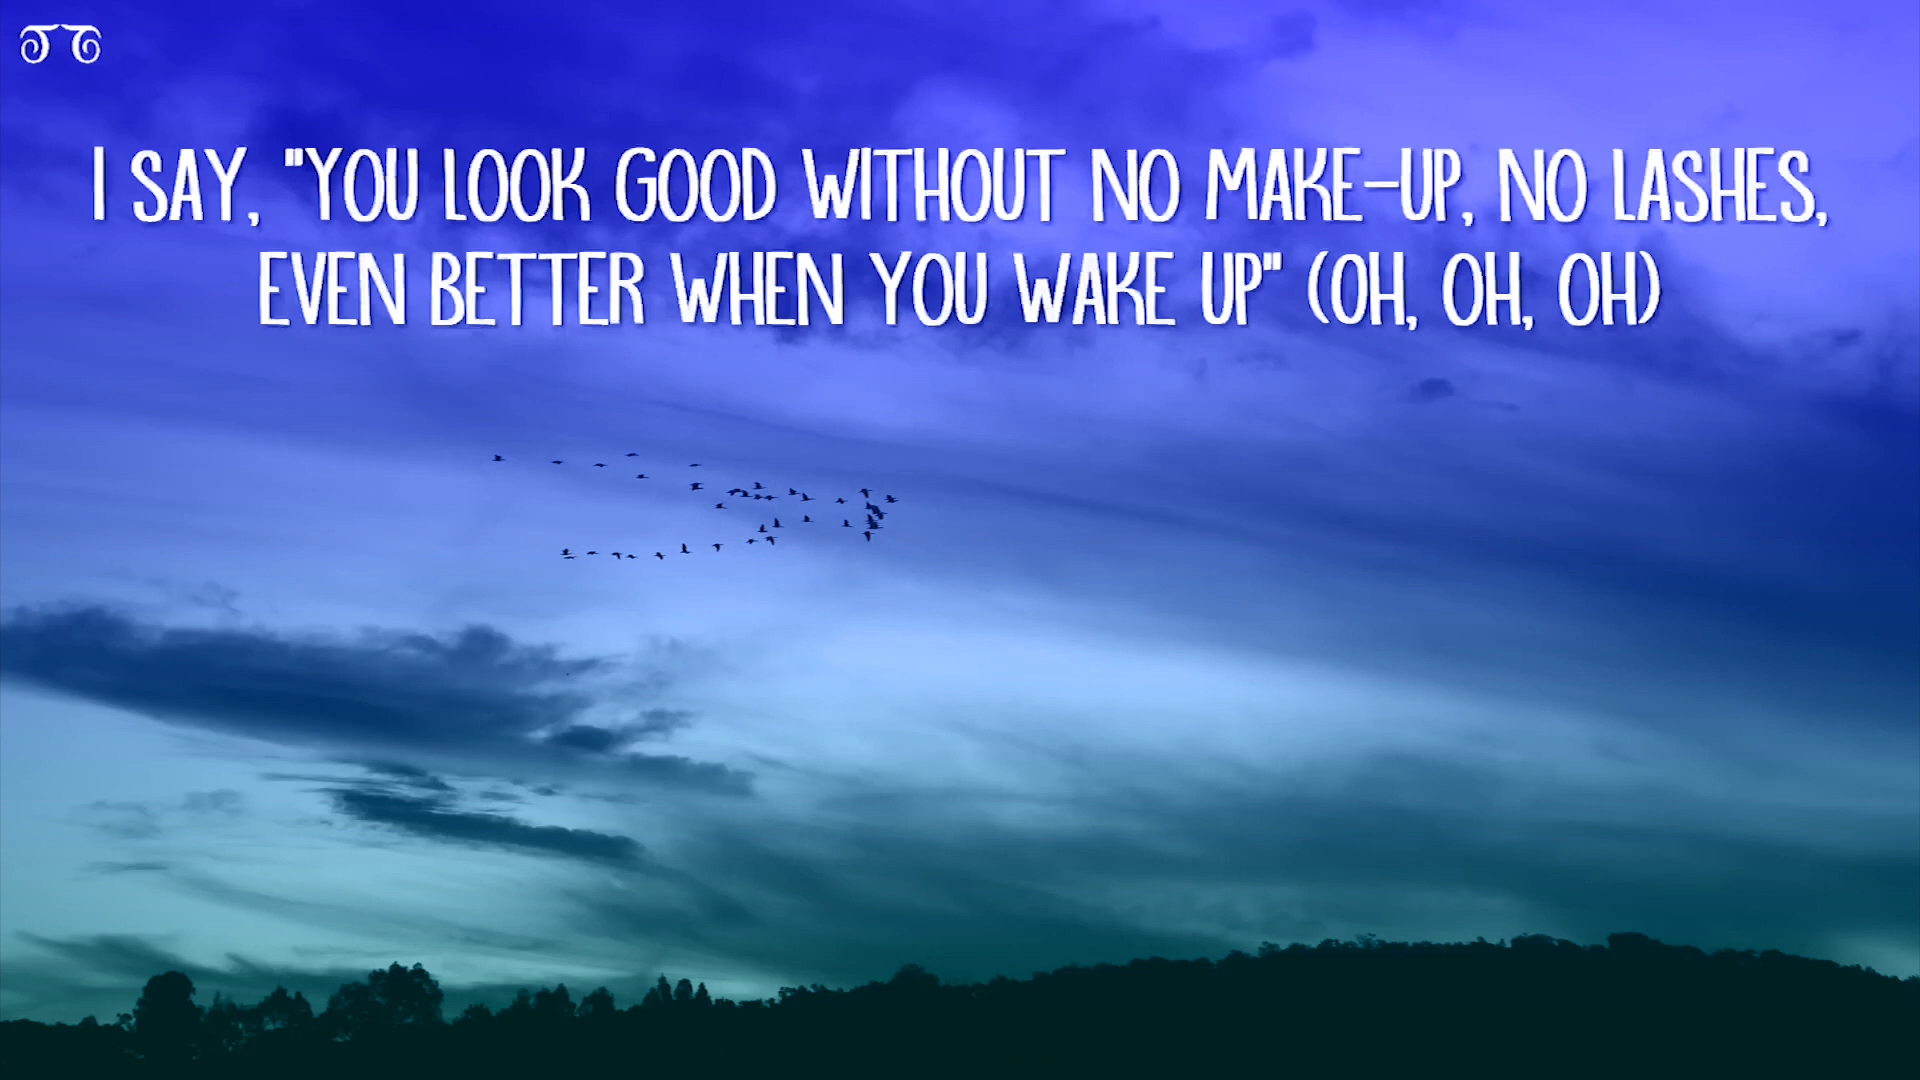 I SAY, "YOU LOOK GOOD WITHOUT NO MAKE-UP, NO LASHES,
EVEN BETTER WHEN YOU WAKE UP" (OH, OH, OH)